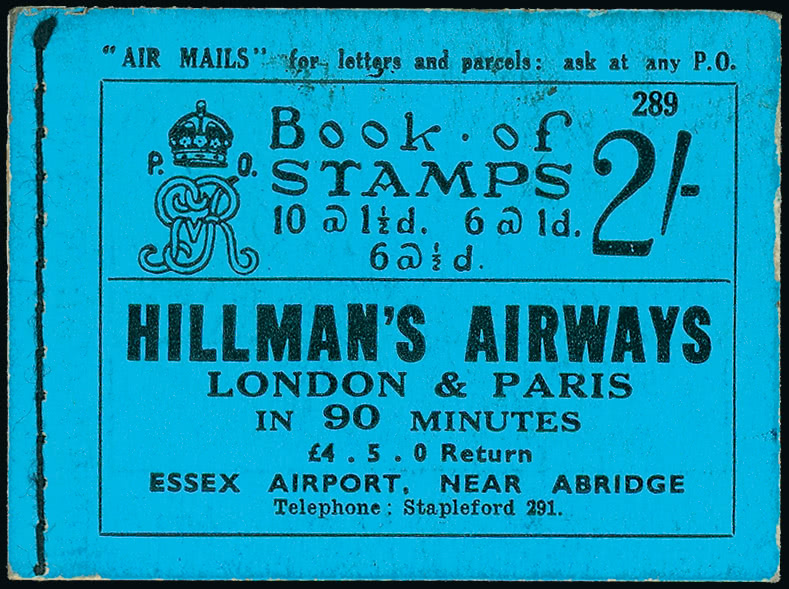 "AIR MAILS" for letters and parcels: ask at any P.O.
289
P. O.
GvR
Book · of
STAMPS
2/-
10 @ 1½d. 6 @ 1d.
6 @ ½d.
HILLMAN'S AIRWAYS
LONDON & PARIS
IN 90 MINUTES
£4 . 5 . 0 Return
ESSEX AIRPORT, NEAR ABRIDGE
Telephone: Stapleford 291.